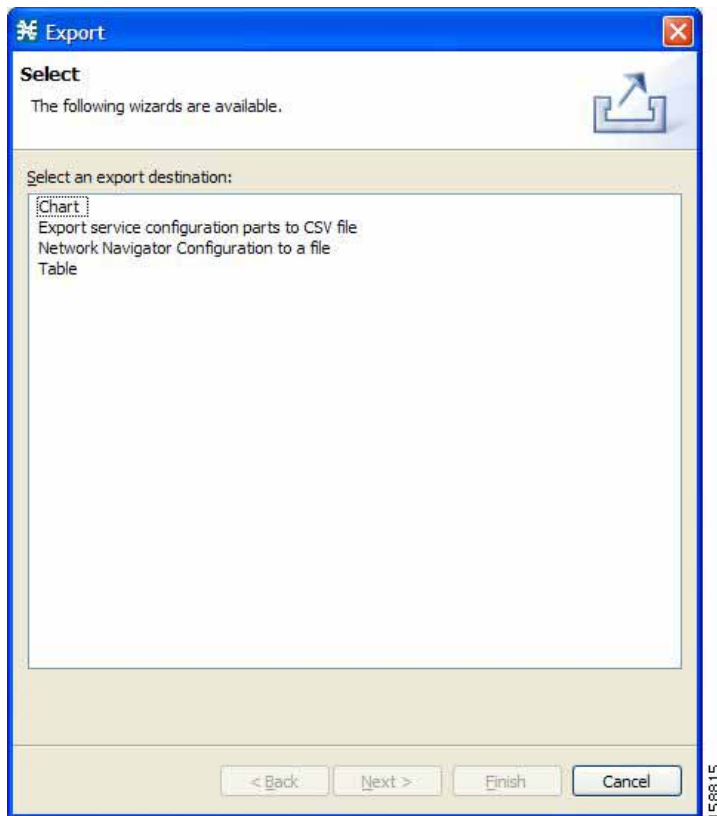 Export
Select
The following wizards are available.
Select an export destination:
Chart
Export service configuration parts to CSV file
Network Navigator Configuration to a file
Table
< Back Next > Finish Cancel
158815